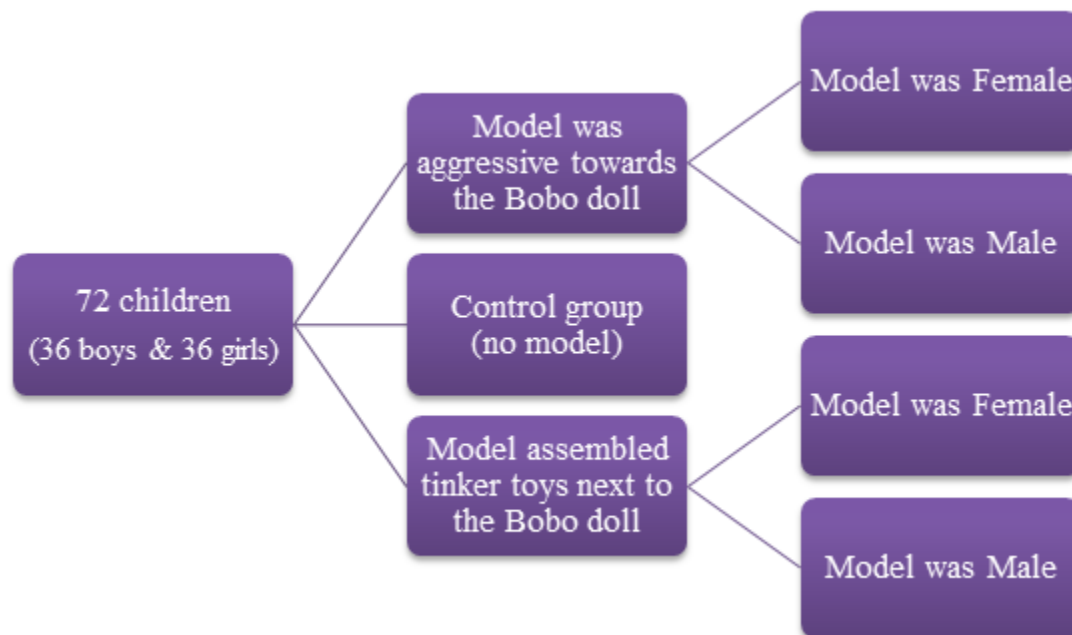 72 children
(36 boys & 36 girls)
Model was
aggressive towards
the Bobo doll
Control group
(no model)
Model assembled
tinker toys next to
the Bobo doll
Model was Female
Model was Male
Model was Female
Model was Male